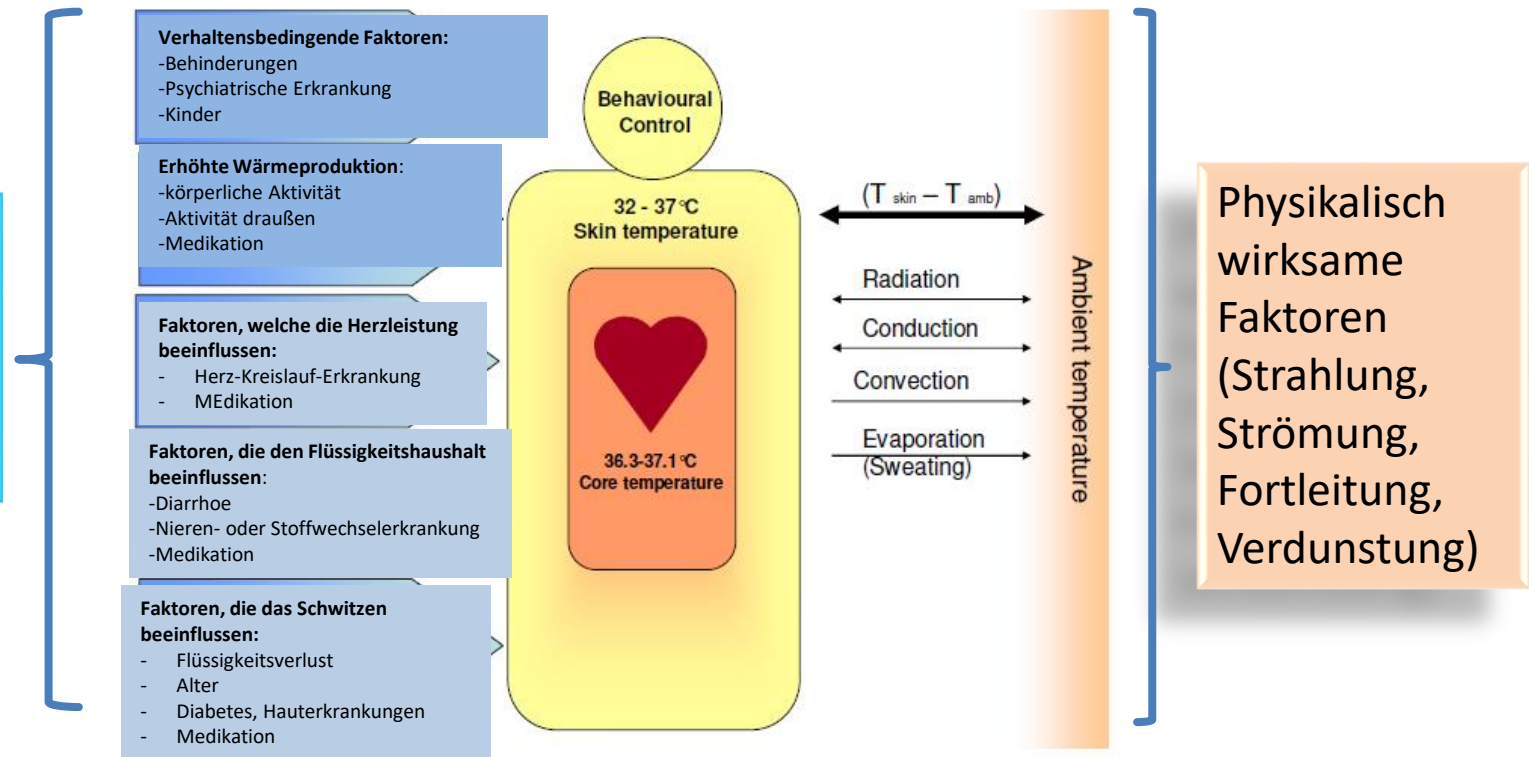 Verhaltensbedingende Faktoren:
-Behinderungen
-Psychiatrische Erkrankung
-Kinder
Erhöhte Wärmeproduktion:
-körperliche Aktivität
-Aktivität draußen
-Medikation
Faktoren, welche die Herzleistung
beeinflussen:
- Herz-Kreislauf-Erkrankung
- MEdikation
Faktoren, die den Flüssigkeitshaushalt
beeinflussen:
-Diarrhoe
-Nieren- oder Stoffwechselerkrankung
-Medikation
Faktoren, die das Schwitzen
beeinflussen:
- Flüssigkeitsverlust
- Alter
- Diabetes, Hauterkrankungen
- Medikation
Behavioural
Control
32 - 37 °C
Skin temperature
36.3-37.1 °C
Core temperature
(T skin – T amb)
Radiation
Conduction
Convection
Evaporation
(Sweating)
Ambient temperature
Physikalisch
wirksame
Faktoren
(Strahlung,
Strömung,
Fortleitung,
Verdunstung)